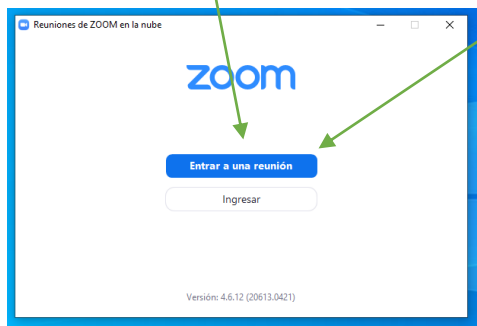 Reuniones de ZOOM en la nube
zoom
Entrar a una reunión
Ingresar
Versión: 4.6.12 (20613.0421)